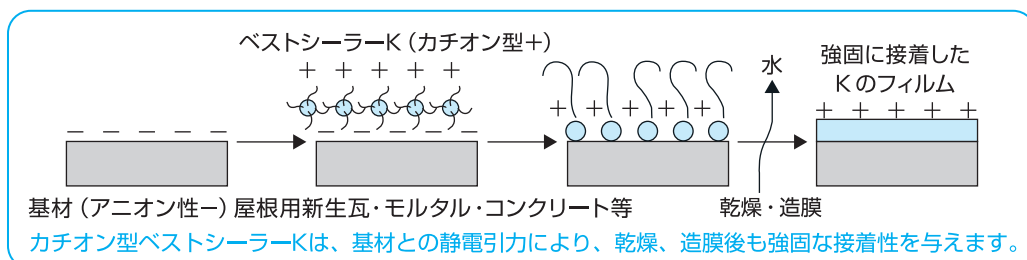 ベストシーラーK（カチオン型+）
+ + + + +
水
強固に接着した
Kのフィルム
+ + + + +
+ + + + +
− − − − −
− − − − −
基材（アニオン性−）屋根用新生瓦・モルタル・コンクリート等
乾燥・造膜
カチオン型ベストシーラーKは、基材との静電引力により、乾燥、造膜後も強固な接着性を与えます。